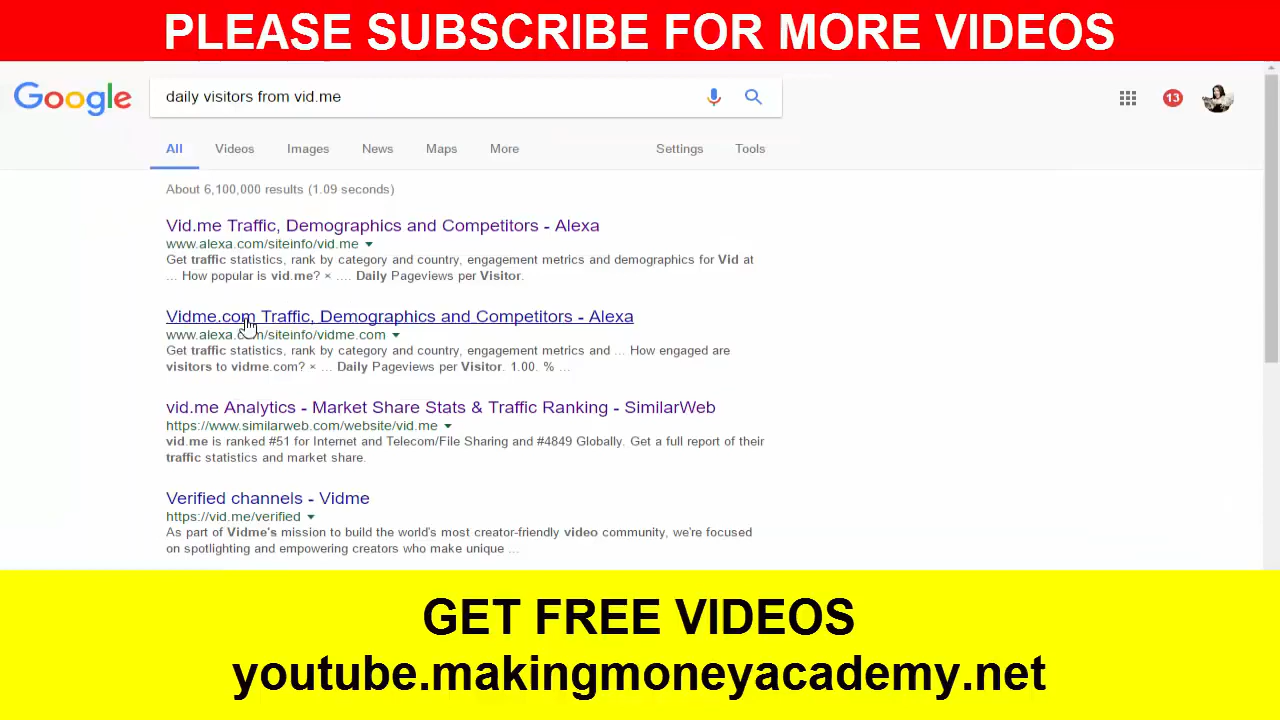 PLEASE SUBSCRIBE FOR MORE VIDEOS
Google
daily visitors from vid.me
13
All Videos Images News Maps More Settings Tools
About 6,100,000 results (1.09 seconds)
Vid.me Traffic, Demographics and Competitors - Alexa
www.alexa.com/siteinfo/vid.me
Get traffic statistics, rank by category and country, engagement metrics and demographics for Vid at
... How popular is vid.me? × .... Daily Pageviews per Visitor.
Vidme.com Traffic, Demographics and Competitors - Alexa
www.alexa.com/siteinfo/vidme.com
Get traffic statistics, rank by category and country, engagement metrics and ... How engaged are
visitors to vidme.com? × ... Daily Pageviews per Visitor. 1.00. % ...
vid.me Analytics - Market Share Stats & Traffic Ranking - SimilarWeb
https://www.similarweb.com/website/vid.me
vid.me is ranked #51 for Internet and Telecom/File Sharing and #4849 Globally. Get a full report of their
traffic statistics and market share.
Verified channels - Vidme
https://vid.me/verified
As part of Vidme's mission to build the world's most creator-friendly video community, we're focused
on spotlighting and empowering creators who make unique ...
GET FREE VIDEOS
youtube.makingmoneyacademy.net